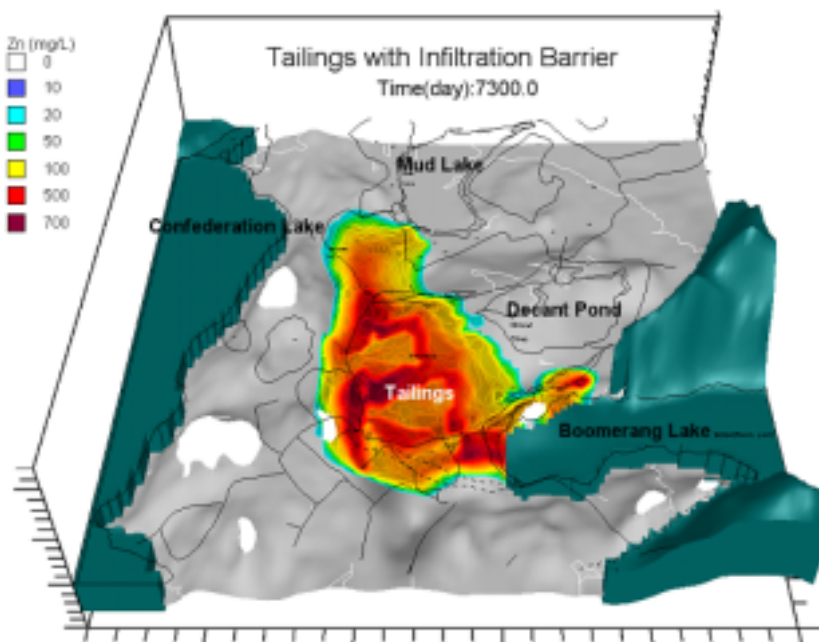 Zn (mg/L)
0
10
20
50
100
500
700
Tailings with Infiltration Barrier
Time(day):7300.0
Mud Lake
Confederation Lake
Decant Pond
Tailings
Boomerang Lake